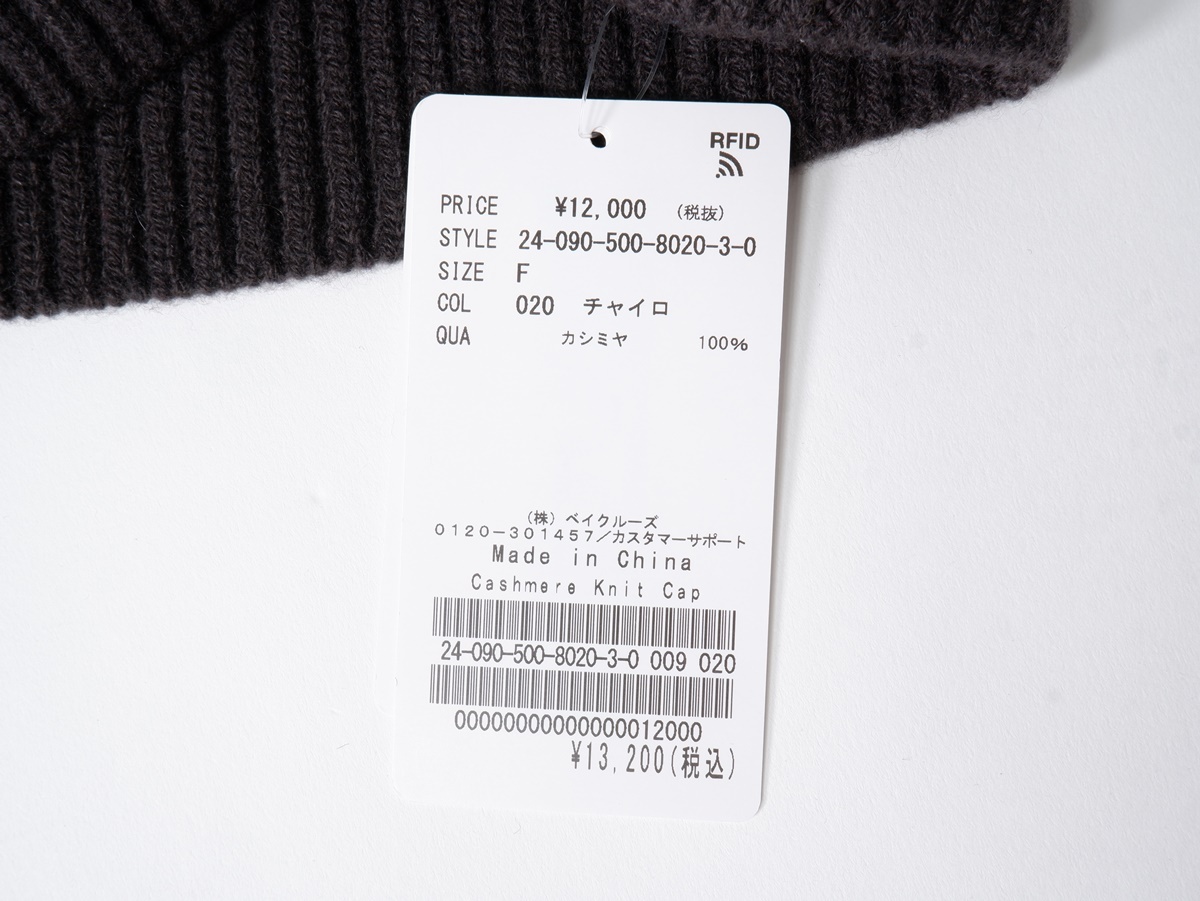 RFID
PRICE ¥12,000 (税抜)
STYLE 24-090-500-8020-3-0
SIZE F
COL 020 チャイロ
QUA カシミヤ 100%
(株) ベイクルーズ
0120-301457/カスタマーサポート
Made in China
Cashmere Knit Cap
24-090-500-8020-3-0 009 020
00000000000000012000
¥13,200(税込)